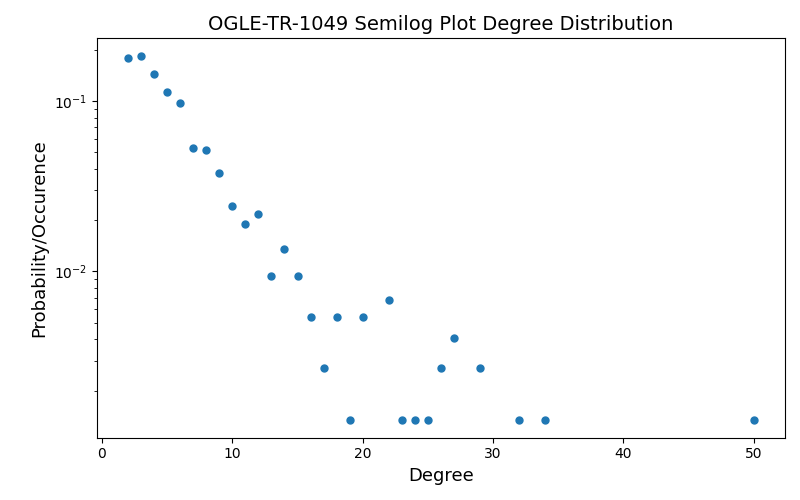 OGLE-TR-1049 Semilog Plot Degree Distribution
Probability/Occurence
10⁻¹
10⁻²
0 10 20 30 40 50
Degree